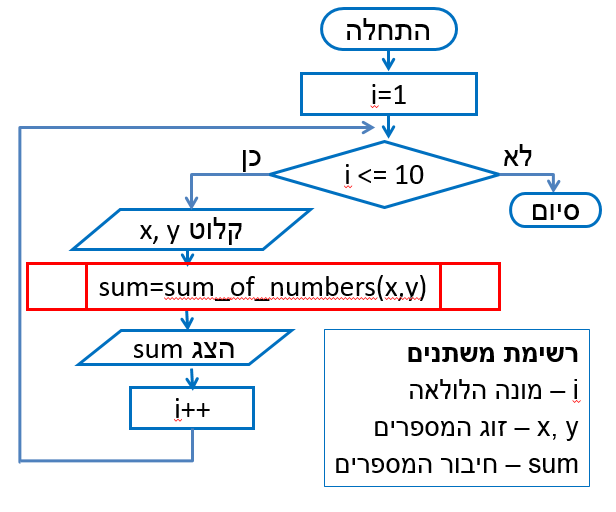 התחלה
i=1
i <= 10
כן
לא
סיום
קלוט x, y
sum=sum_of_numbers(x,y)
הצג sum
i++
רשימת משתנים
i – מונה הלולאה
x, y – זוג המספרים
sum – חיבור המספרים